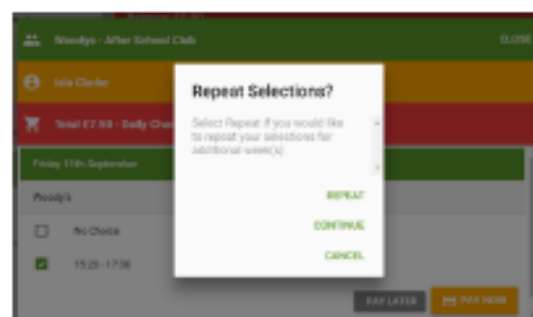 Woodys - After School Club
CLOSE
Isla Clarke
Total £7.50 - Daily
Repeat Selections?
Select Repeat if you would like
to repeat your selections for
additional week(s)
REPEAT
CONTINUE
CANCEL
Friday 11th September
Woody's
No Choice
15:20 - 17:30
PAY LATER
PAY NOW